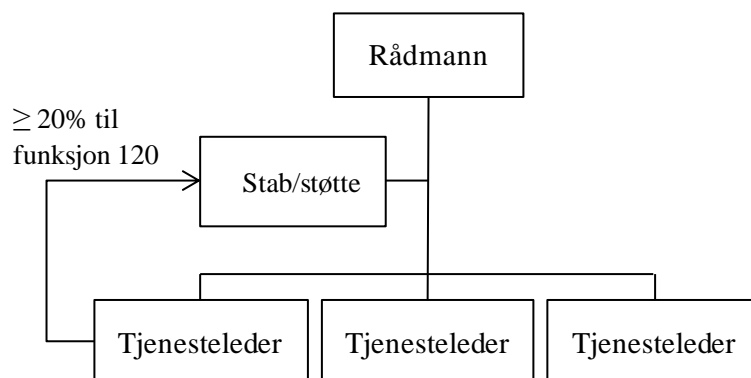 Rådmann
≥ 20% til
funksjon 120
Stab/støtte
Tjenesteleder
Tjenesteleder
Tjenesteleder